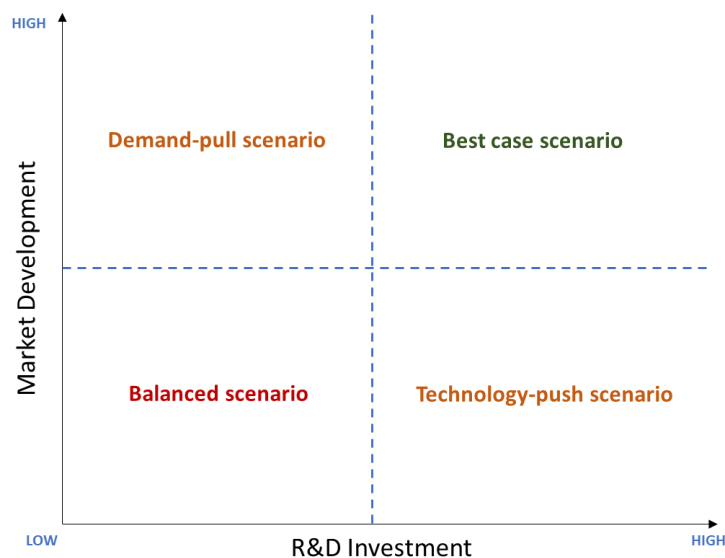 HIGH
Demand-pull scenario
Best case scenario
Market Development
Balanced scenario
Technology-push scenario
LOW
R&D Investment
HIGH